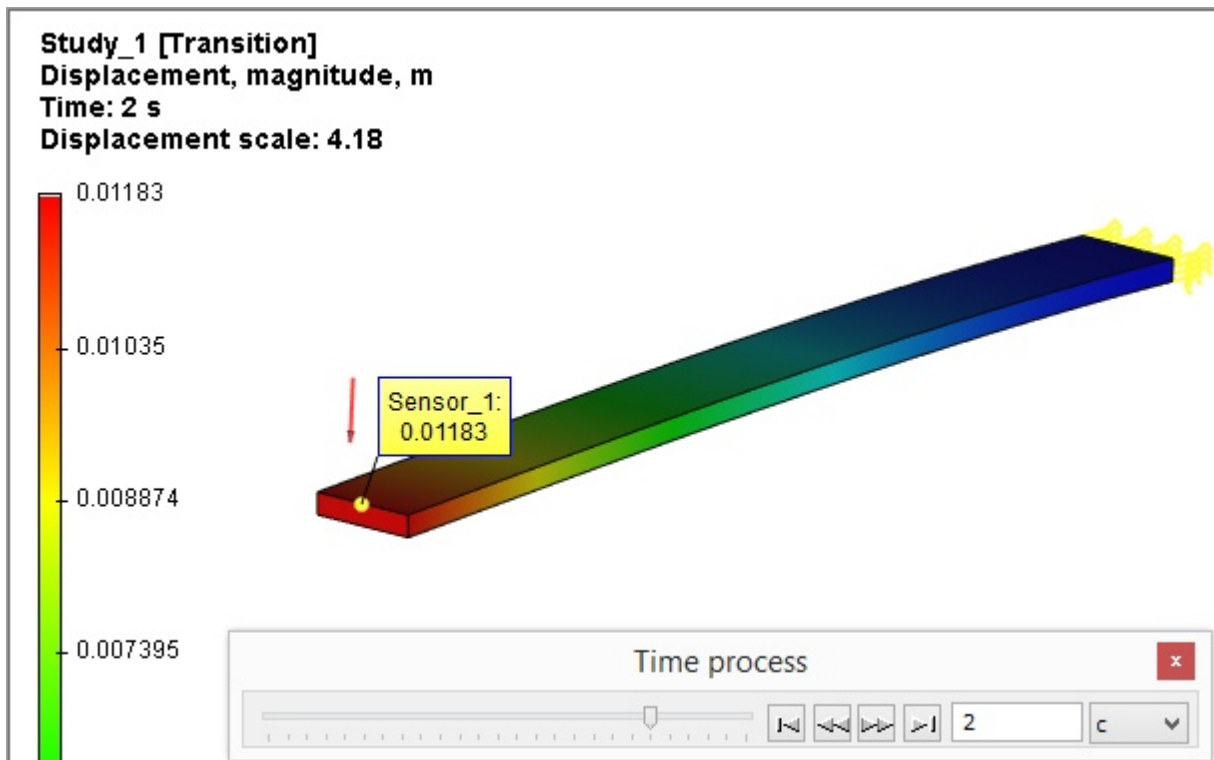 Study_1 [Transition]
Displacement, magnitude, m
Time: 2 s
Displacement scale: 4.18
0.01183
0.01035
Sensor_1:
0.01183
0.008874
0.007395
Time process
x
2
c